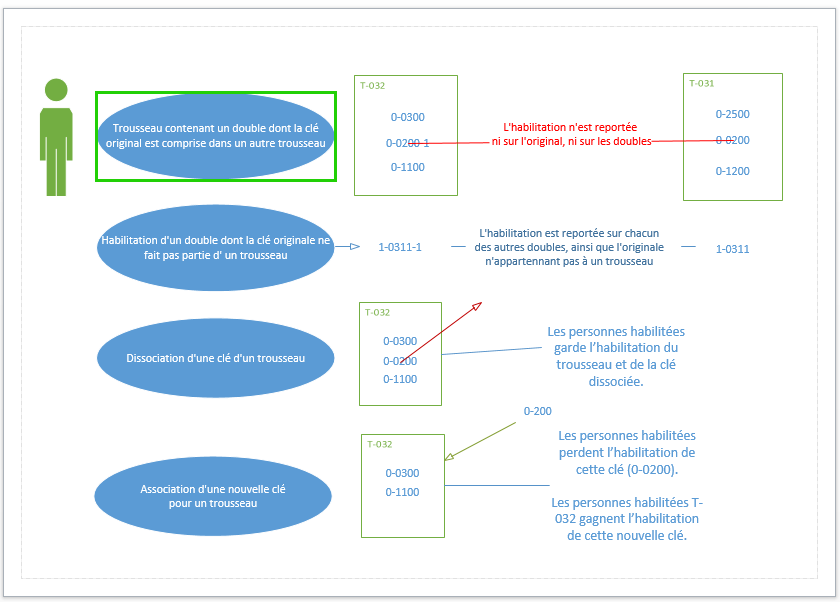 T-032
T-031
Trousseau contenant un double dont la clé
original est comprise dans un autre trousseau
0-0300
0-0200-1
0-1100
L'habilitation n'est reportée
ni sur l'original, ni sur les doubles
0-2500
0-0200
0-1200
Habilitation d'un double dont la clé originale ne
fait pas partie d' un trousseau
1-0311-1
L'habilitation est reportée sur chacun
des autres doubles, ainsi que l'originale
n'appartennant pas à un trousseau
1-0311
T-032
Dissociation d'une clé d'un trousseau
0-0300
0-0200
0-1100
Les personnes habilitées
garde l'habilitation du
trousseau et de la clé
dissociée.
0-200
T-032
Association d'une nouvelle clé
pour un trousseau
0-0300
0-1100
Les personnes habilitées
perdent l'habilitation de
cette clé (0-0200).
Les personnes habilitées T-
032 gagnent l'habilitation
de cette nouvelle clé.